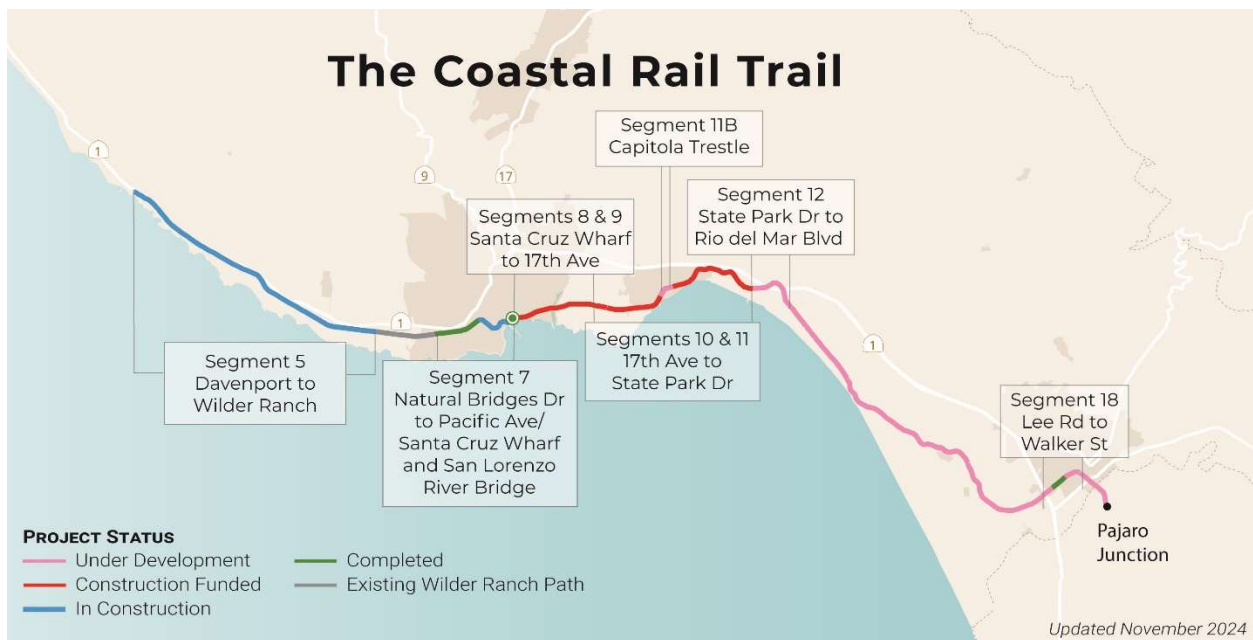 The Coastal Rail Trail
1
9
17
Segment 11B
Capitola Trestle
Segments 8 & 9
Santa Cruz Wharf
to 17th Ave
Segment 12
State Park Dr to
Rio del Mar Blvd
1
1
Segment 5
Davenport to
Wilder Ranch
Segment 7
Natural Bridges Dr
to Pacific Ave/
Santa Cruz Wharf
and San Lorenzo
River Bridge
Segments 10 & 11
17th Ave to
State Park Dr
Segment 18
Lee Rd to
Walker St
Pajaro
Junction
PROJECT STATUS
Under Development
Construction Funded
In Construction
Completed
Existing Wilder Ranch Path
Updated November 2024